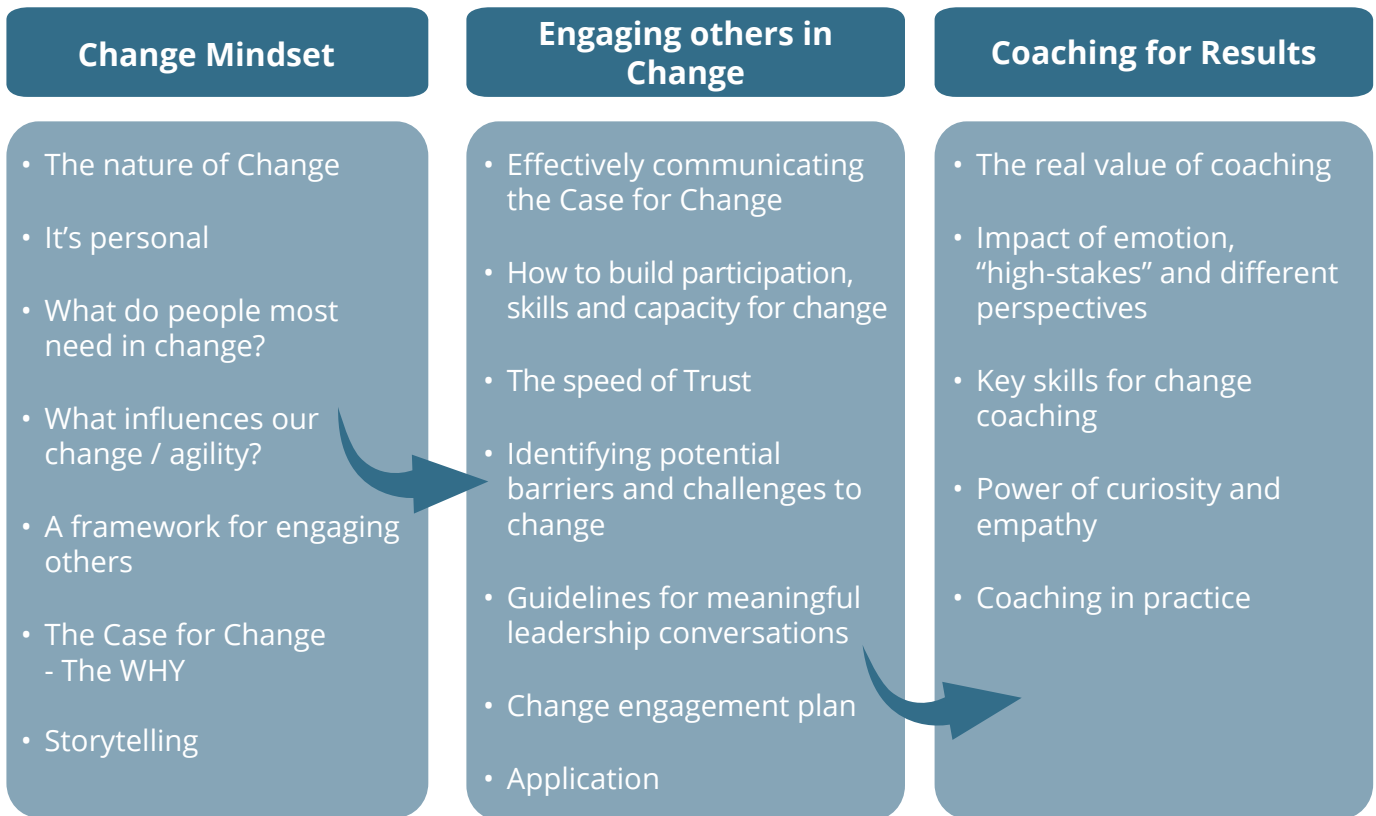 Change Mindset
• The nature of Change
• It’s personal
• What do people most
need in change?
• What influences our
change / agility?
• A framework for engaging
others
• The Case for Change
- The WHY
• Storytelling
Engaging others in
Change
• Effectively communicating
the Case for Change
• How to build participation,
skills and capacity for change
• The speed of Trust
• Identifying potential
barriers and challenges to
change
• Guidelines for meaningful
leadership conversations
• Change engagement plan
• Application
Coaching for Results
• The real value of coaching
• Impact of emotion,
“high-stakes” and different
perspectives
• Key skills for change
coaching
• Power of curiosity and
empathy
• Coaching in practice